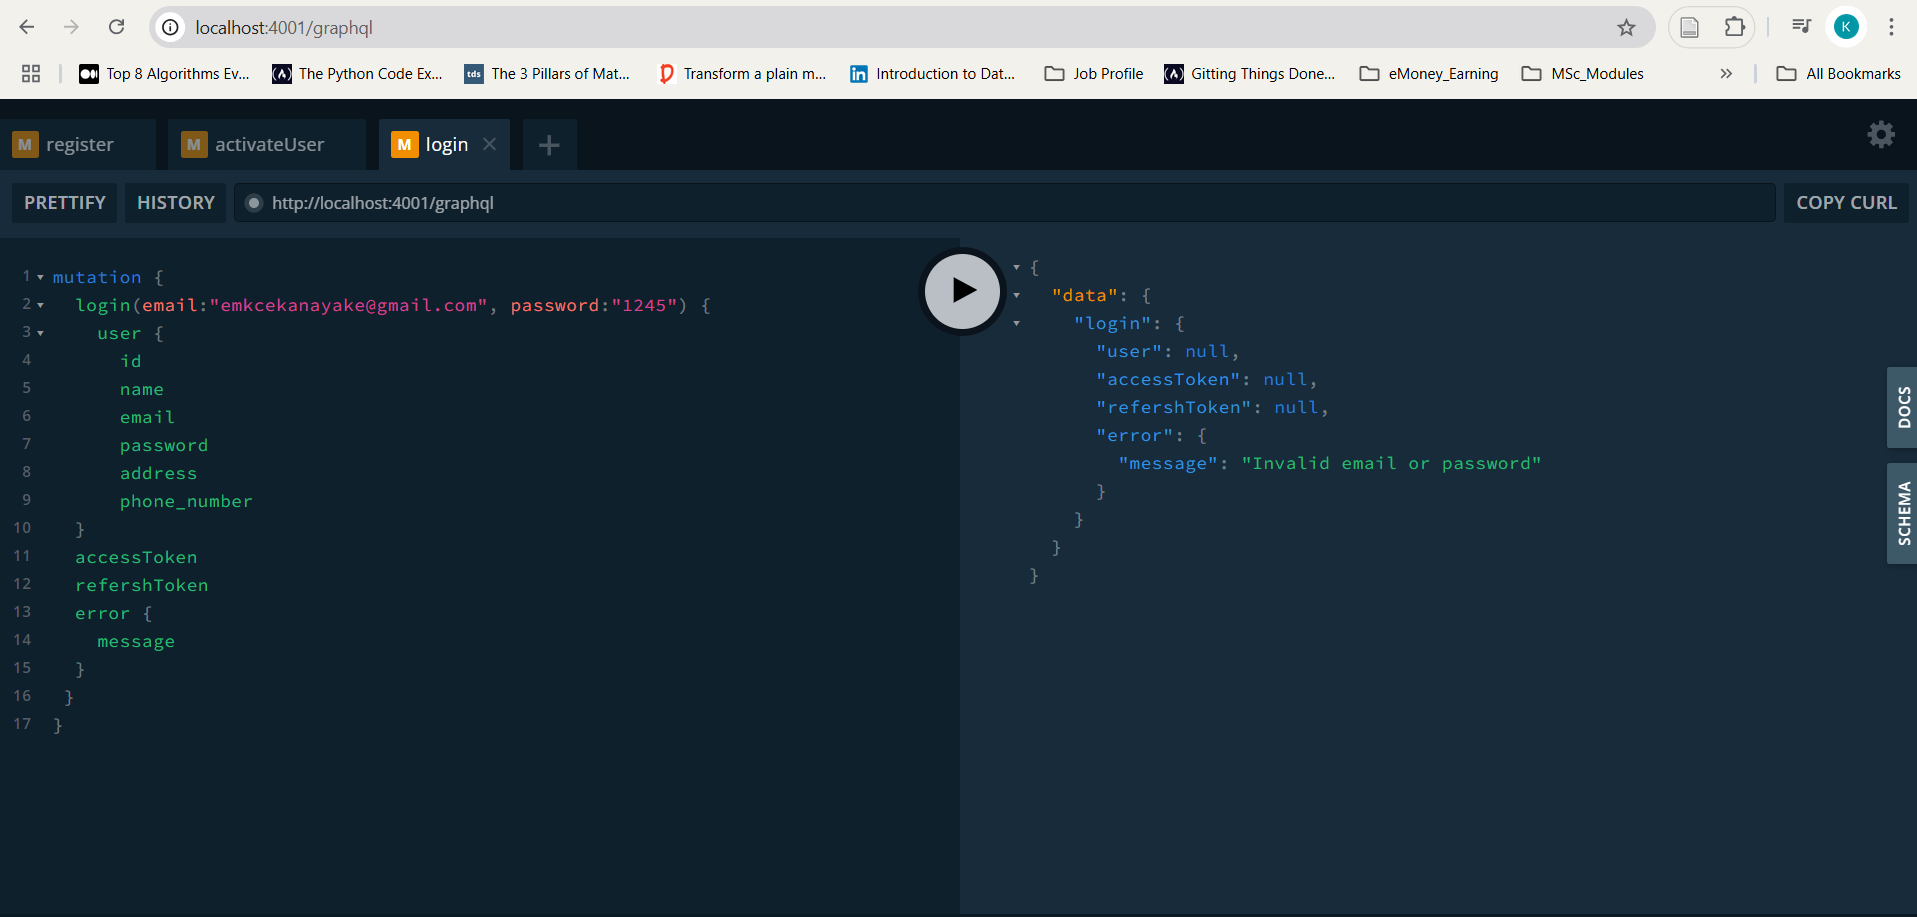 localhost:4001/graphql
K
Top 8 Algorithms Ev... The Python Code Ex... tds The 3 Pillars of Mat... Transform a plain m... in Introduction to Dat... Job Profile Gitting Things Done... eMoney_Earning MSc_Modules » All Bookmarks
M register M activateUser M login
PRETTIFY HISTORY http://localhost:4001/graphql COPY CURL
1 mutation {
2 login(email:"emkcekanayake@gmail.com", password:"1245") {
3 user {
4 id
5 name
6 email
7 password
8 address
9 phone_number
10 }
11 accessToken
12 refershToken
13 error {
14 message
15 }
16 }
17 }
{
"data": {
"login": {
"user": null,
"accessToken": null,
"refershToken": null,
"error": {
"message": "Invalid email or password"
}
}
}
}
DOCS
SCHEMA